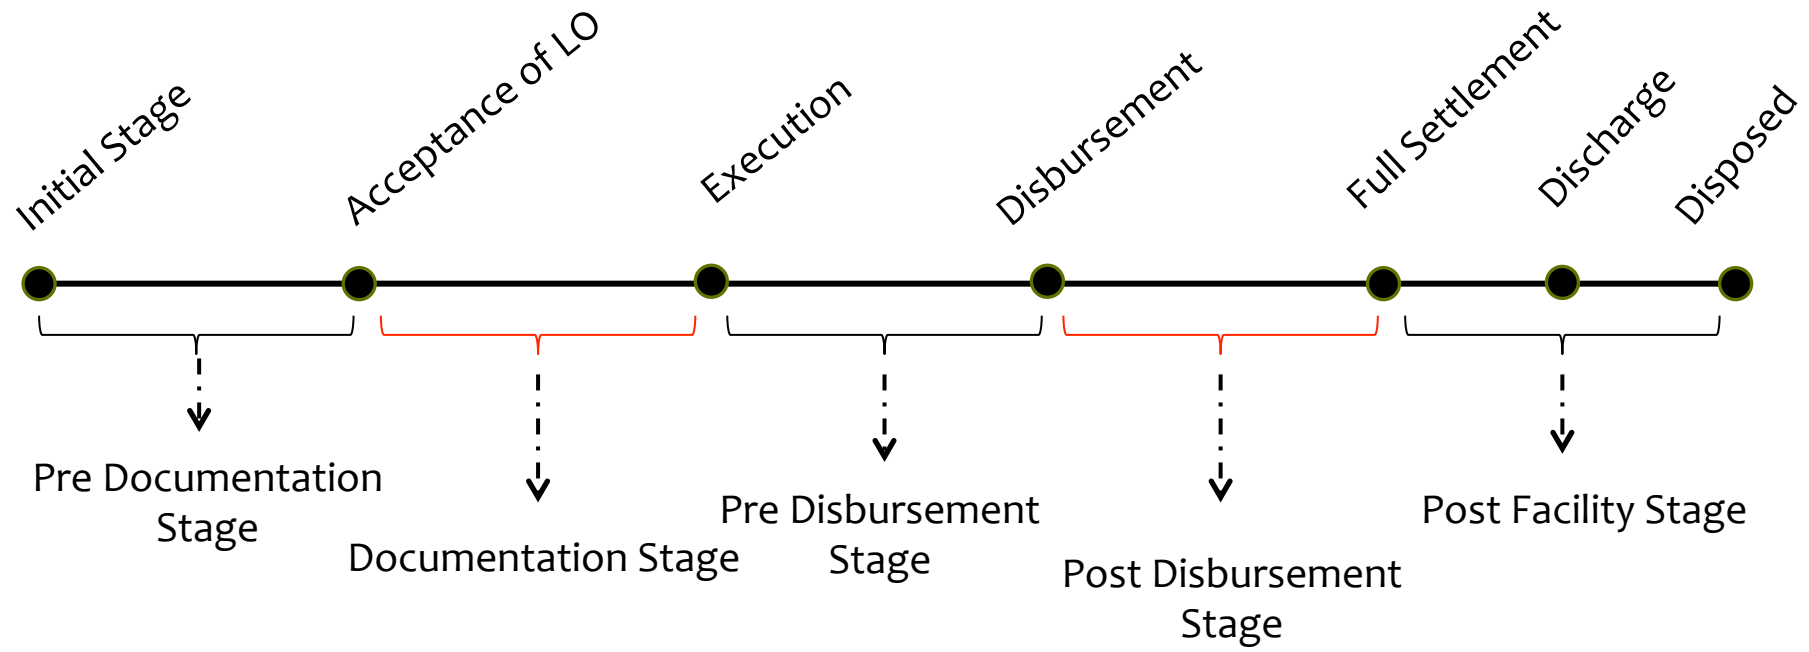 Initial Stage
Acceptance of LO
Execution
Disbursement
Full Settlement
Discharge
Disposed
Pre Documentation
Stage
Documentation Stage
Pre Disbursement
Stage
Post Disbursement
Stage
Post Facility Stage